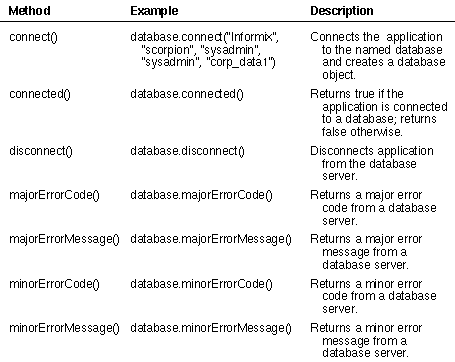 Method Example Description
connect() database.connect("Informix", Connects the application
"scorpion", "sysadmin", to the named database
"sysadmin", "corp_data1") and creates a database
object.
connected() database.connected() Returns true if the
application is connected
to a database; returns
false otherwise.
disconnect() database.disconnect() Disconnects application
from the database
server.
majorErrorCode() database.majorErrorCode() Returns a major error
code from a database
server.
majorErrorMessage() database.majorErrorMessage() Returns a major error
message from a
database server.
minorErrorCode() database.minorErrorCode() Returns a minor error
code from a database
server.
minorErrorMessage() database.minorErrorMessage() Returns a minor error
message from a
database server.